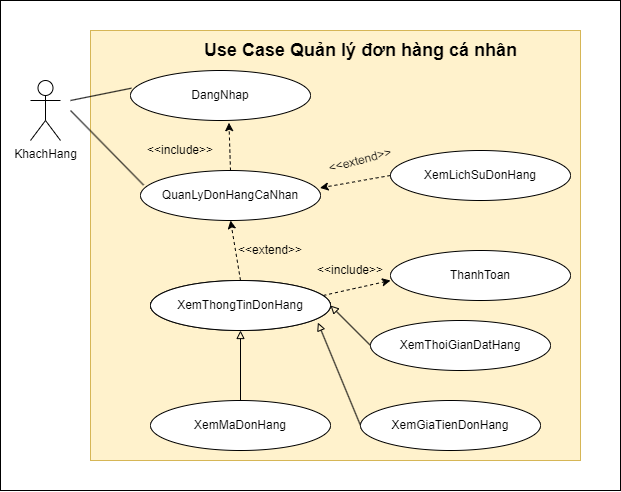 Use Case Quản lý đơn hàng cá nhân
DangNhap
KhachHang
<<include>>
<<extend>>
XemLichSuDonHang
QuanLyDonHangCaNhan
<<extend>>
<<include>>
ThanhToan
XemThongTinDonHang
XemThoiGianDatHang
XemMaDonHang
XemGiaTienDonHang